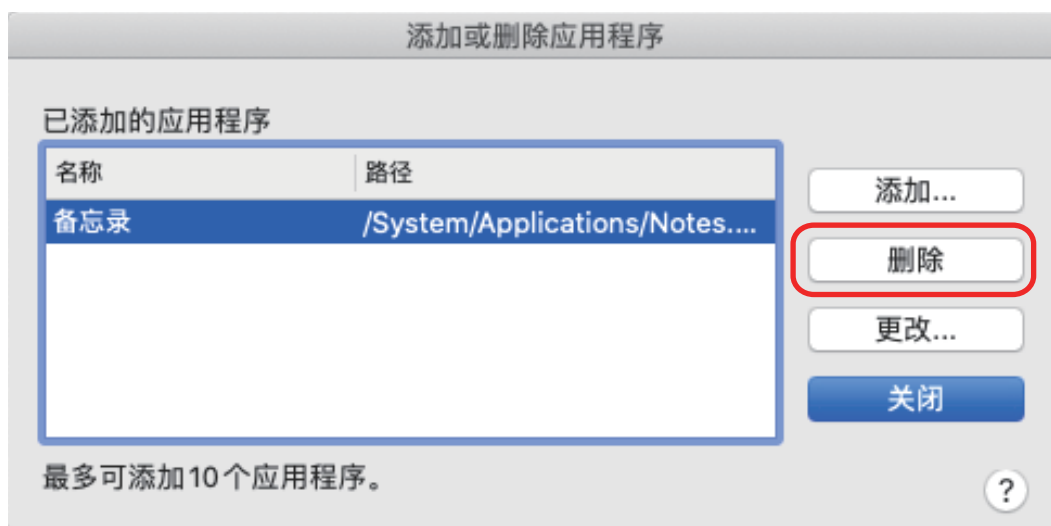 添加或删除应用程序
已添加的应用程序
名称 路径
添加...
备忘录 /System/Applications/Notes....
删除
更改...
关闭
最多可添加10个应用程序。
?